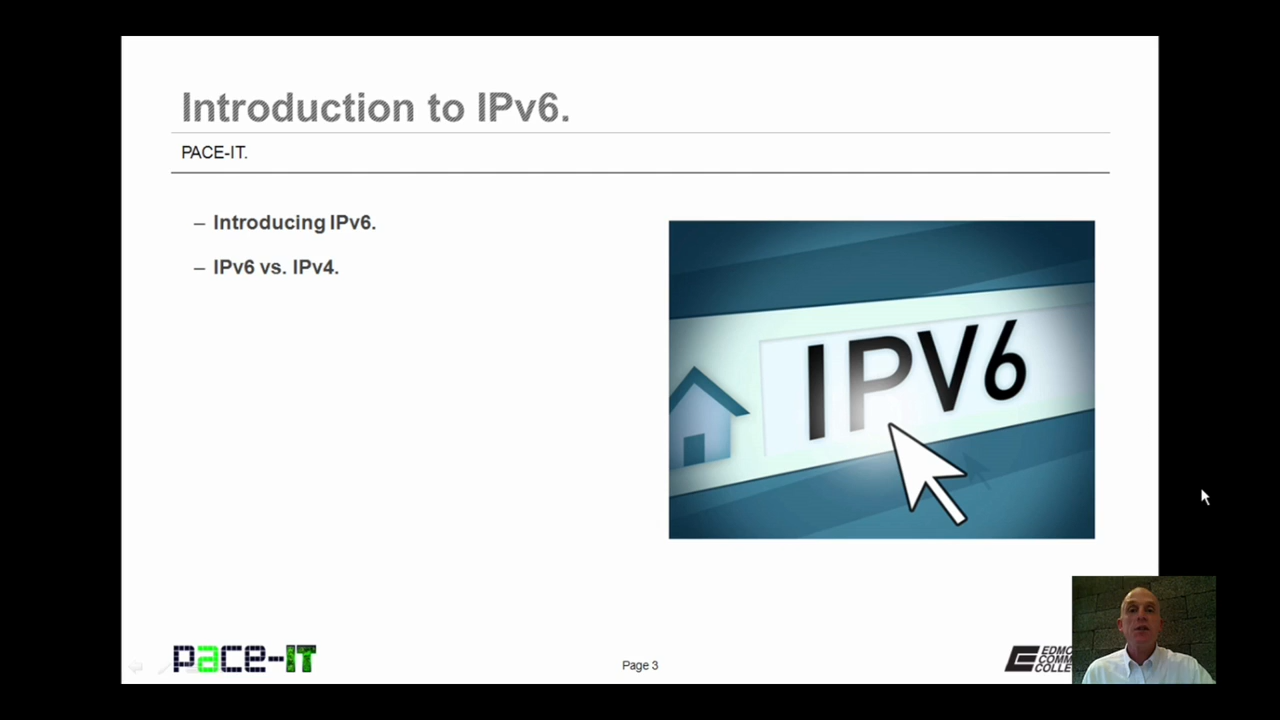 Introduction to IPv6.
PACE-IT.
– Introducing IPv6.
– IPv6 vs. IPv4.
IPV6
pace-IT
Page 3